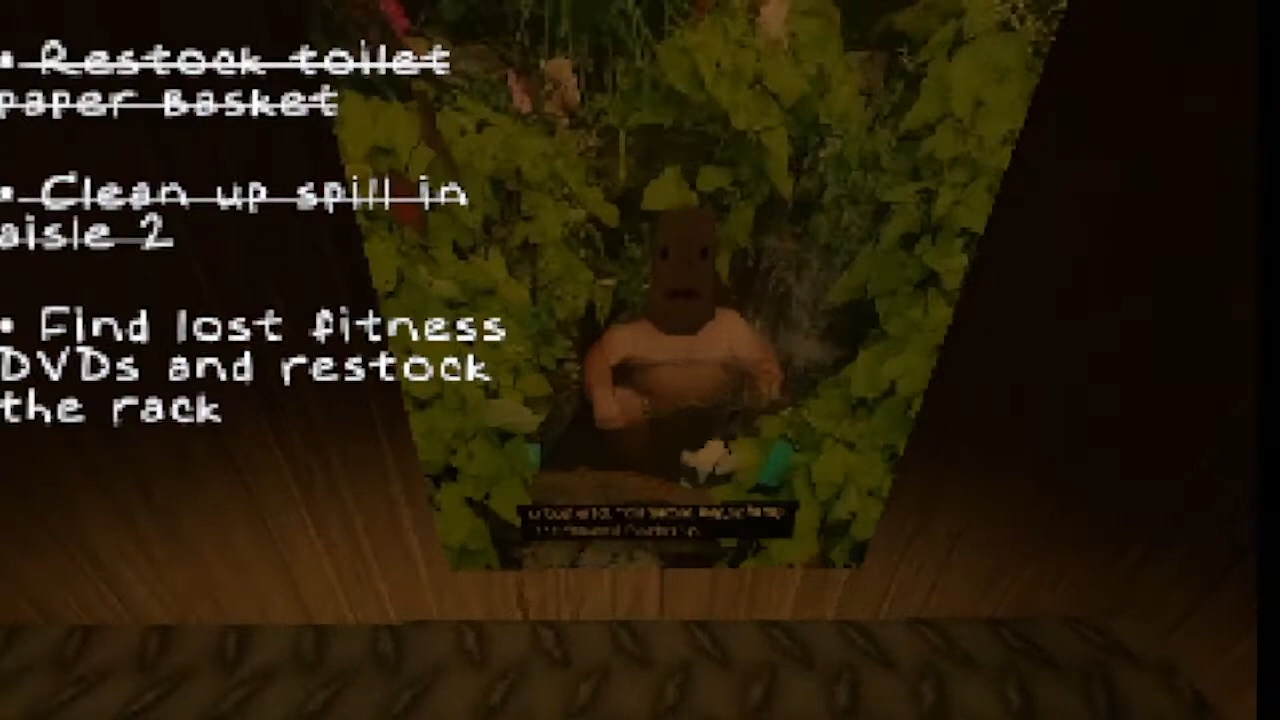 • Restock toilet
paper Basket
• Clean up spill in
aisle 2
• Find lost fitness
DVDs and restock
the rack